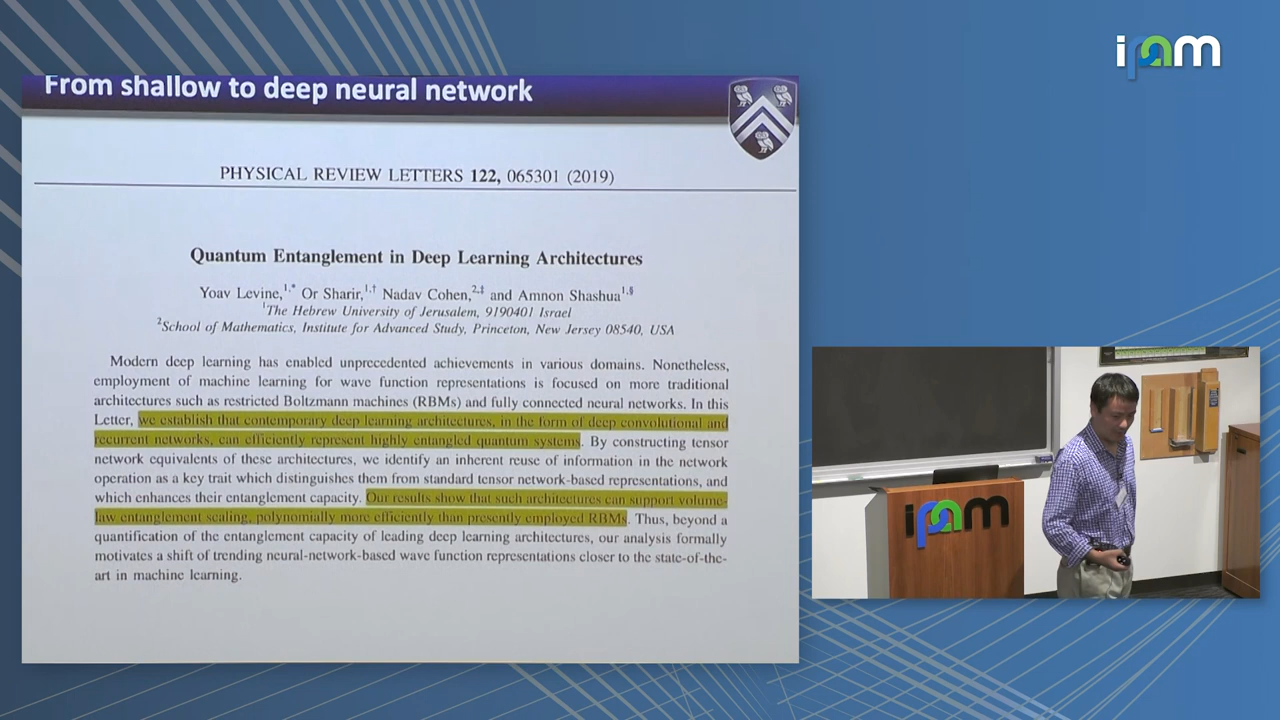 ipam
From shallow to deep neural network
PHYSICAL REVIEW LETTERS 122, 065301 (2019)
Quantum Entanglement in Deep Learning Architectures
Yoav Levine,1,* Or Sharir,1,† Nadav Cohen,2,‡ and Amnon Shashua1,§
1The Hebrew University of Jerusalem, 9190401 Israel
2School of Mathematics, Institute for Advanced Study, Princeton, New Jersey 08540, USA
Modern deep learning has enabled unprecedented achievements in various domains. Nonetheless,
employment of machine learning for wave function representations is focused on more traditional
architectures such as restricted Boltzmann machines (RBMs) and fully connected neural networks. In this
Letter, we establish that contemporary deep learning architectures, in the form of deep convolutional and
recurrent networks, can efficiently represent highly entangled quantum systems. By constructing tensor
network equivalents of these architectures, we identify an inherent reuse of information in the network
operation as a key trait which distinguishes them from standard tensor network-based representations, and
which enhances their entanglement capacity. Our results show that such architectures can support volume-
law entanglement scaling, polynomially more efficiently than presently employed RBMs. Thus, beyond a
quantification of the entanglement capacity of leading deep learning architectures, our analysis formally
motivates a shift of trending neural-network-based wave function representations closer to the state-of-the-
art in machine learning.
ipam